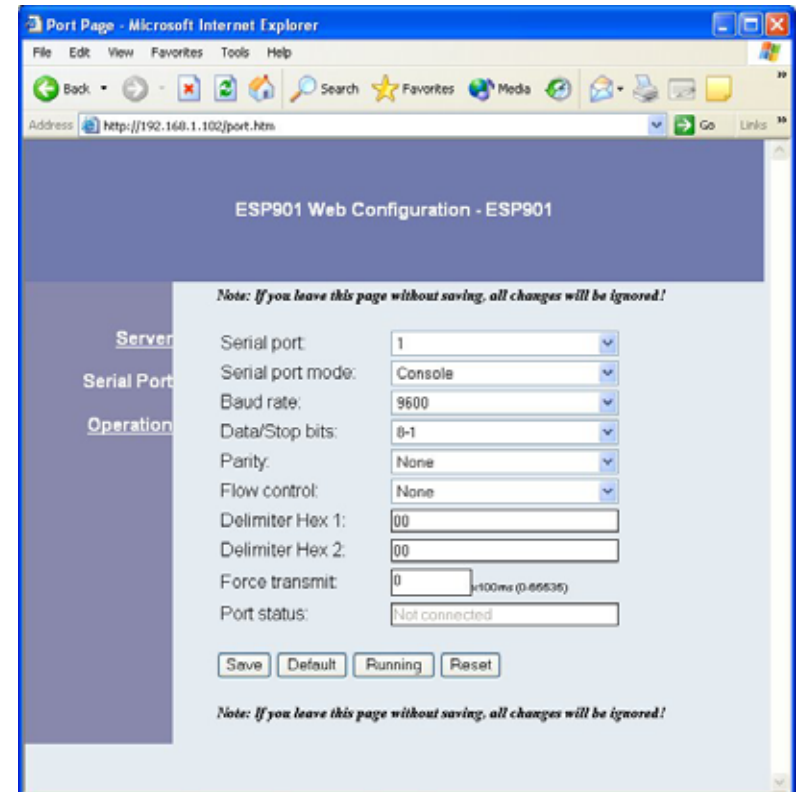 Port Page - Microsoft Internet Explorer
File Edit View Favorites Tools Help
Back Search Favorites Media »
Address http://192.168.1.102/port.htm Go Links »
ESP901 Web Configuration - ESP901
Note: If you leave this page without saving, all changes will be ignored!
Server
Serial Port
Operation
Serial port: 1
Serial port mode: Console
Baud rate: 9600
Data/Stop bits: 8-1
Parity: None
Flow control: None
Delimiter Hex 1: 00
Delimiter Hex 2: 00
Force transmit: 0 x100ms (0-65535)
Port status: Not connected
Save Default Running Reset
Note: If you leave this page without saving, all changes will be ignored!